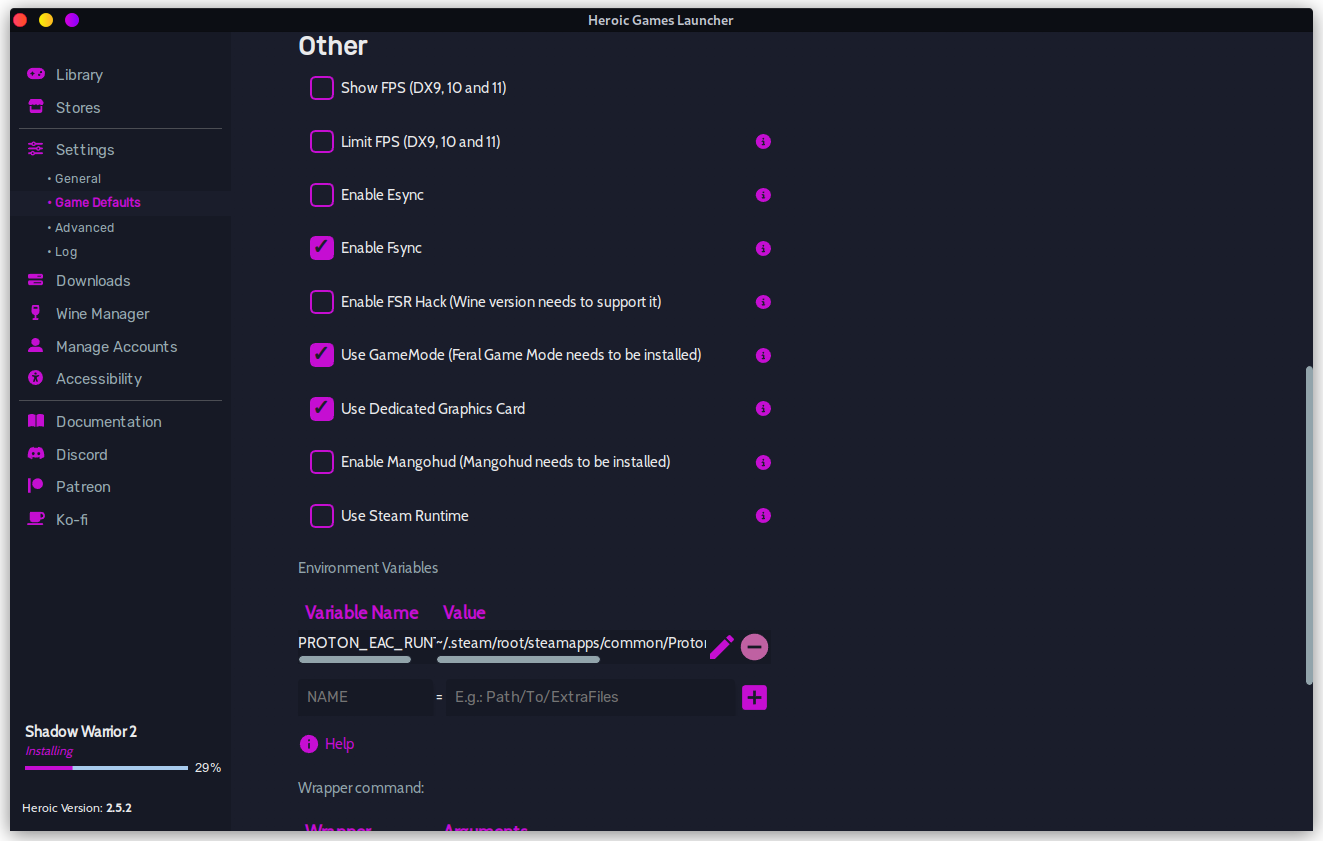 Heroic Games Launcher
Library
Stores
Settings
• General
• Game Defaults
• Advanced
• Log
Downloads
Wine Manager
Manage Accounts
Accessibility
Documentation
Discord
Patreon
Ko-fi
Shadow Warrior 2
Installing
29%
Heroic Version: 2.5.2
Other
Show FPS (DX9, 10 and 11)
Limit FPS (DX9, 10 and 11)
Enable Esync
Enable Fsync
Enable FSR Hack (Wine version needs to support it)
Use GameMode (Feral Game Mode needs to be installed)
Use Dedicated Graphics Card
Enable Mangohud (Mangohud needs to be installed)
Use Steam Runtime
Environment Variables
Variable Name Value
PROTON_EAC_RUNT ~/.steam/root/steamapps/common/Proton
NAME = E.g.: Path/To/ExtraFiles
Help
Wrapper command:
Wrapper Arguments